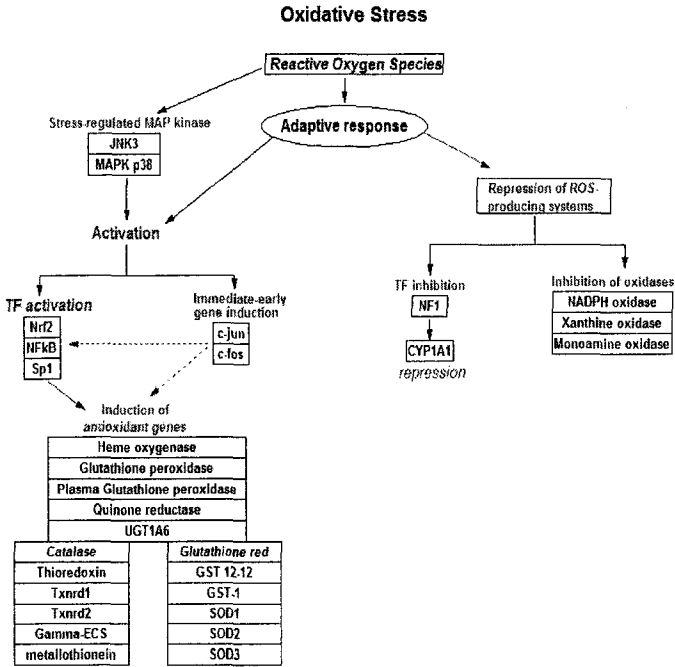 Oxidative Stress
Reactive Oxygen Species
Stress-regulated MAP kinase
JNK3
MAPK p38
Adaptive response
Repression of ROS-
producing systems
Activation
TF activation
Nrf2
NFkB
Sp1
Immediate-early
gene induction
c-jun
c-fos
TF inhibition
NF1
CYP1A1
repression
Inhibition of oxidases
NADPH oxidase
Xanthine oxidase
Monoamine oxidase
Induction of
antioxidant genes
Heme oxygenase
Glutathione peroxidase
Plasma Glutathione peroxidase
Quinone reductase
UGT1A6
Catalase
Thioredoxin
Txnrd1
Txnrd2
Gamma-ECS
metallothionein
Glutathione red
GST 12-12
GST-1
SOD1
SOD2
SOD3